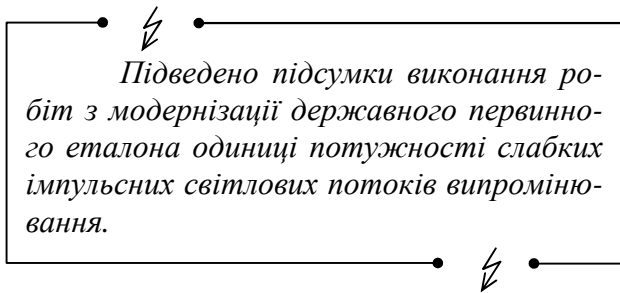 Підведено підсумки виконання ро-
біт з модернізації державного первинно-
го еталона одиниці потужності слабких
імпульсних світлових потоків випроміню-
вання.